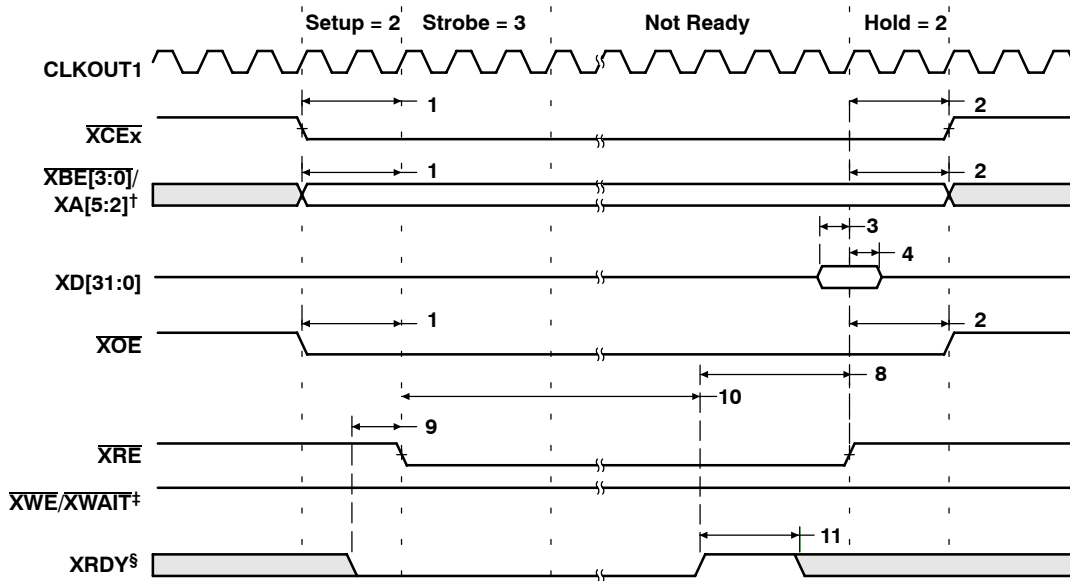 Setup = 2 Strobe = 3 Not Ready Hold = 2
CLKOUT1
1 2
XCEx
1 2
XBE[3:0]/
XA[5:2]†
3
4
XD[31:0]
1 2
XOE
8
10
9
XRE
XWE/XWAIT‡
11
XRDY§